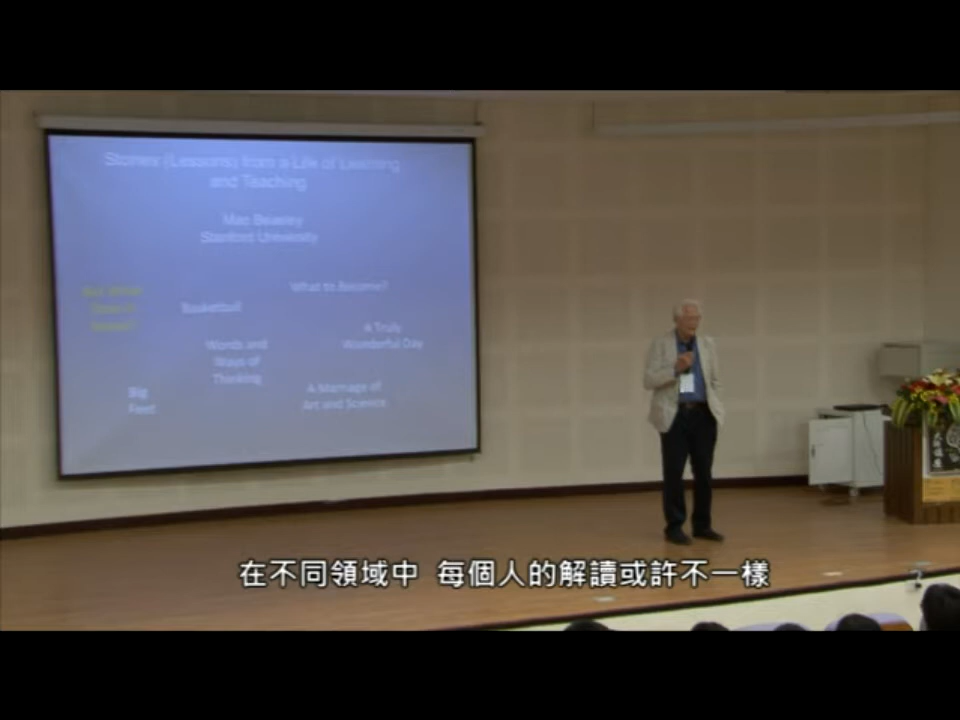 Stories (Lessons) from a Life of Learning
and Teaching
Mac Beasley
Stanford University
What to Become?
Basketball
A Truly
Wonderful Day
Words and
Ways of
Thinking
Big
Feet
A Marriage of
Art and Science
在不同領域中 每個人的解讀或許不一樣